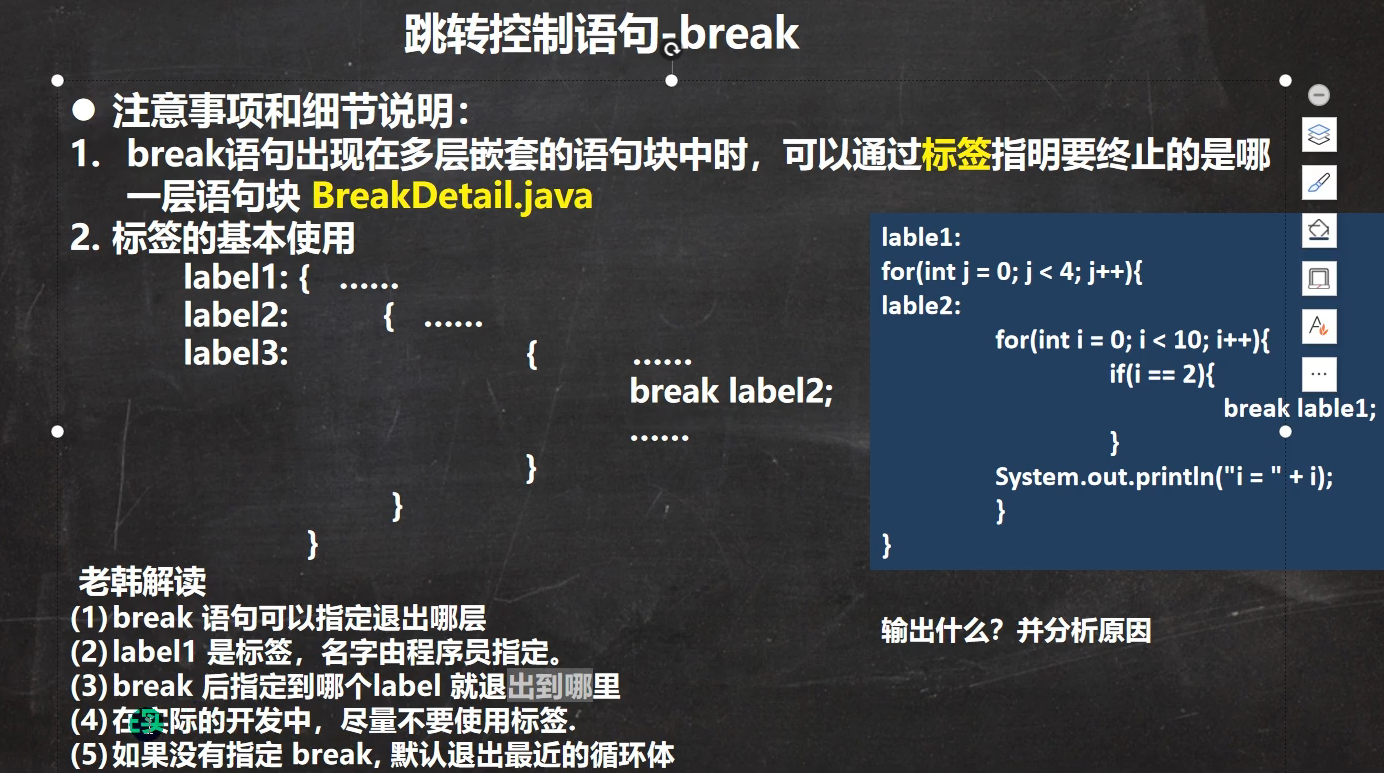 跳转控制语句-break
● 注意事项和细节说明：
1. break语句出现在多层嵌套的语句块中时，可以通过标签指明要终止的是哪
一层语句块 BreakDetail.java
2. 标签的基本使用
label1: { ......
label2: { ......
label3: { ......
break label2;
......
}
}
}
老韩解读
(1) break 语句可以指定退出哪层
(2) label1 是标签，名字由程序员指定。
(3) break 后指定到哪个label 就退出到哪里
(4) 在实际的开发中，尽量不要使用标签.
(5) 如果没有指定 break, 默认退出最近的循环体
lable1:
for(int j = 0; j < 4; j++){
lable2:
for(int i = 0; i < 10; i++){
if(i == 2){
break lable1;
}
System.out.println("i = " + i);
}
}
输出什么？并分析原因